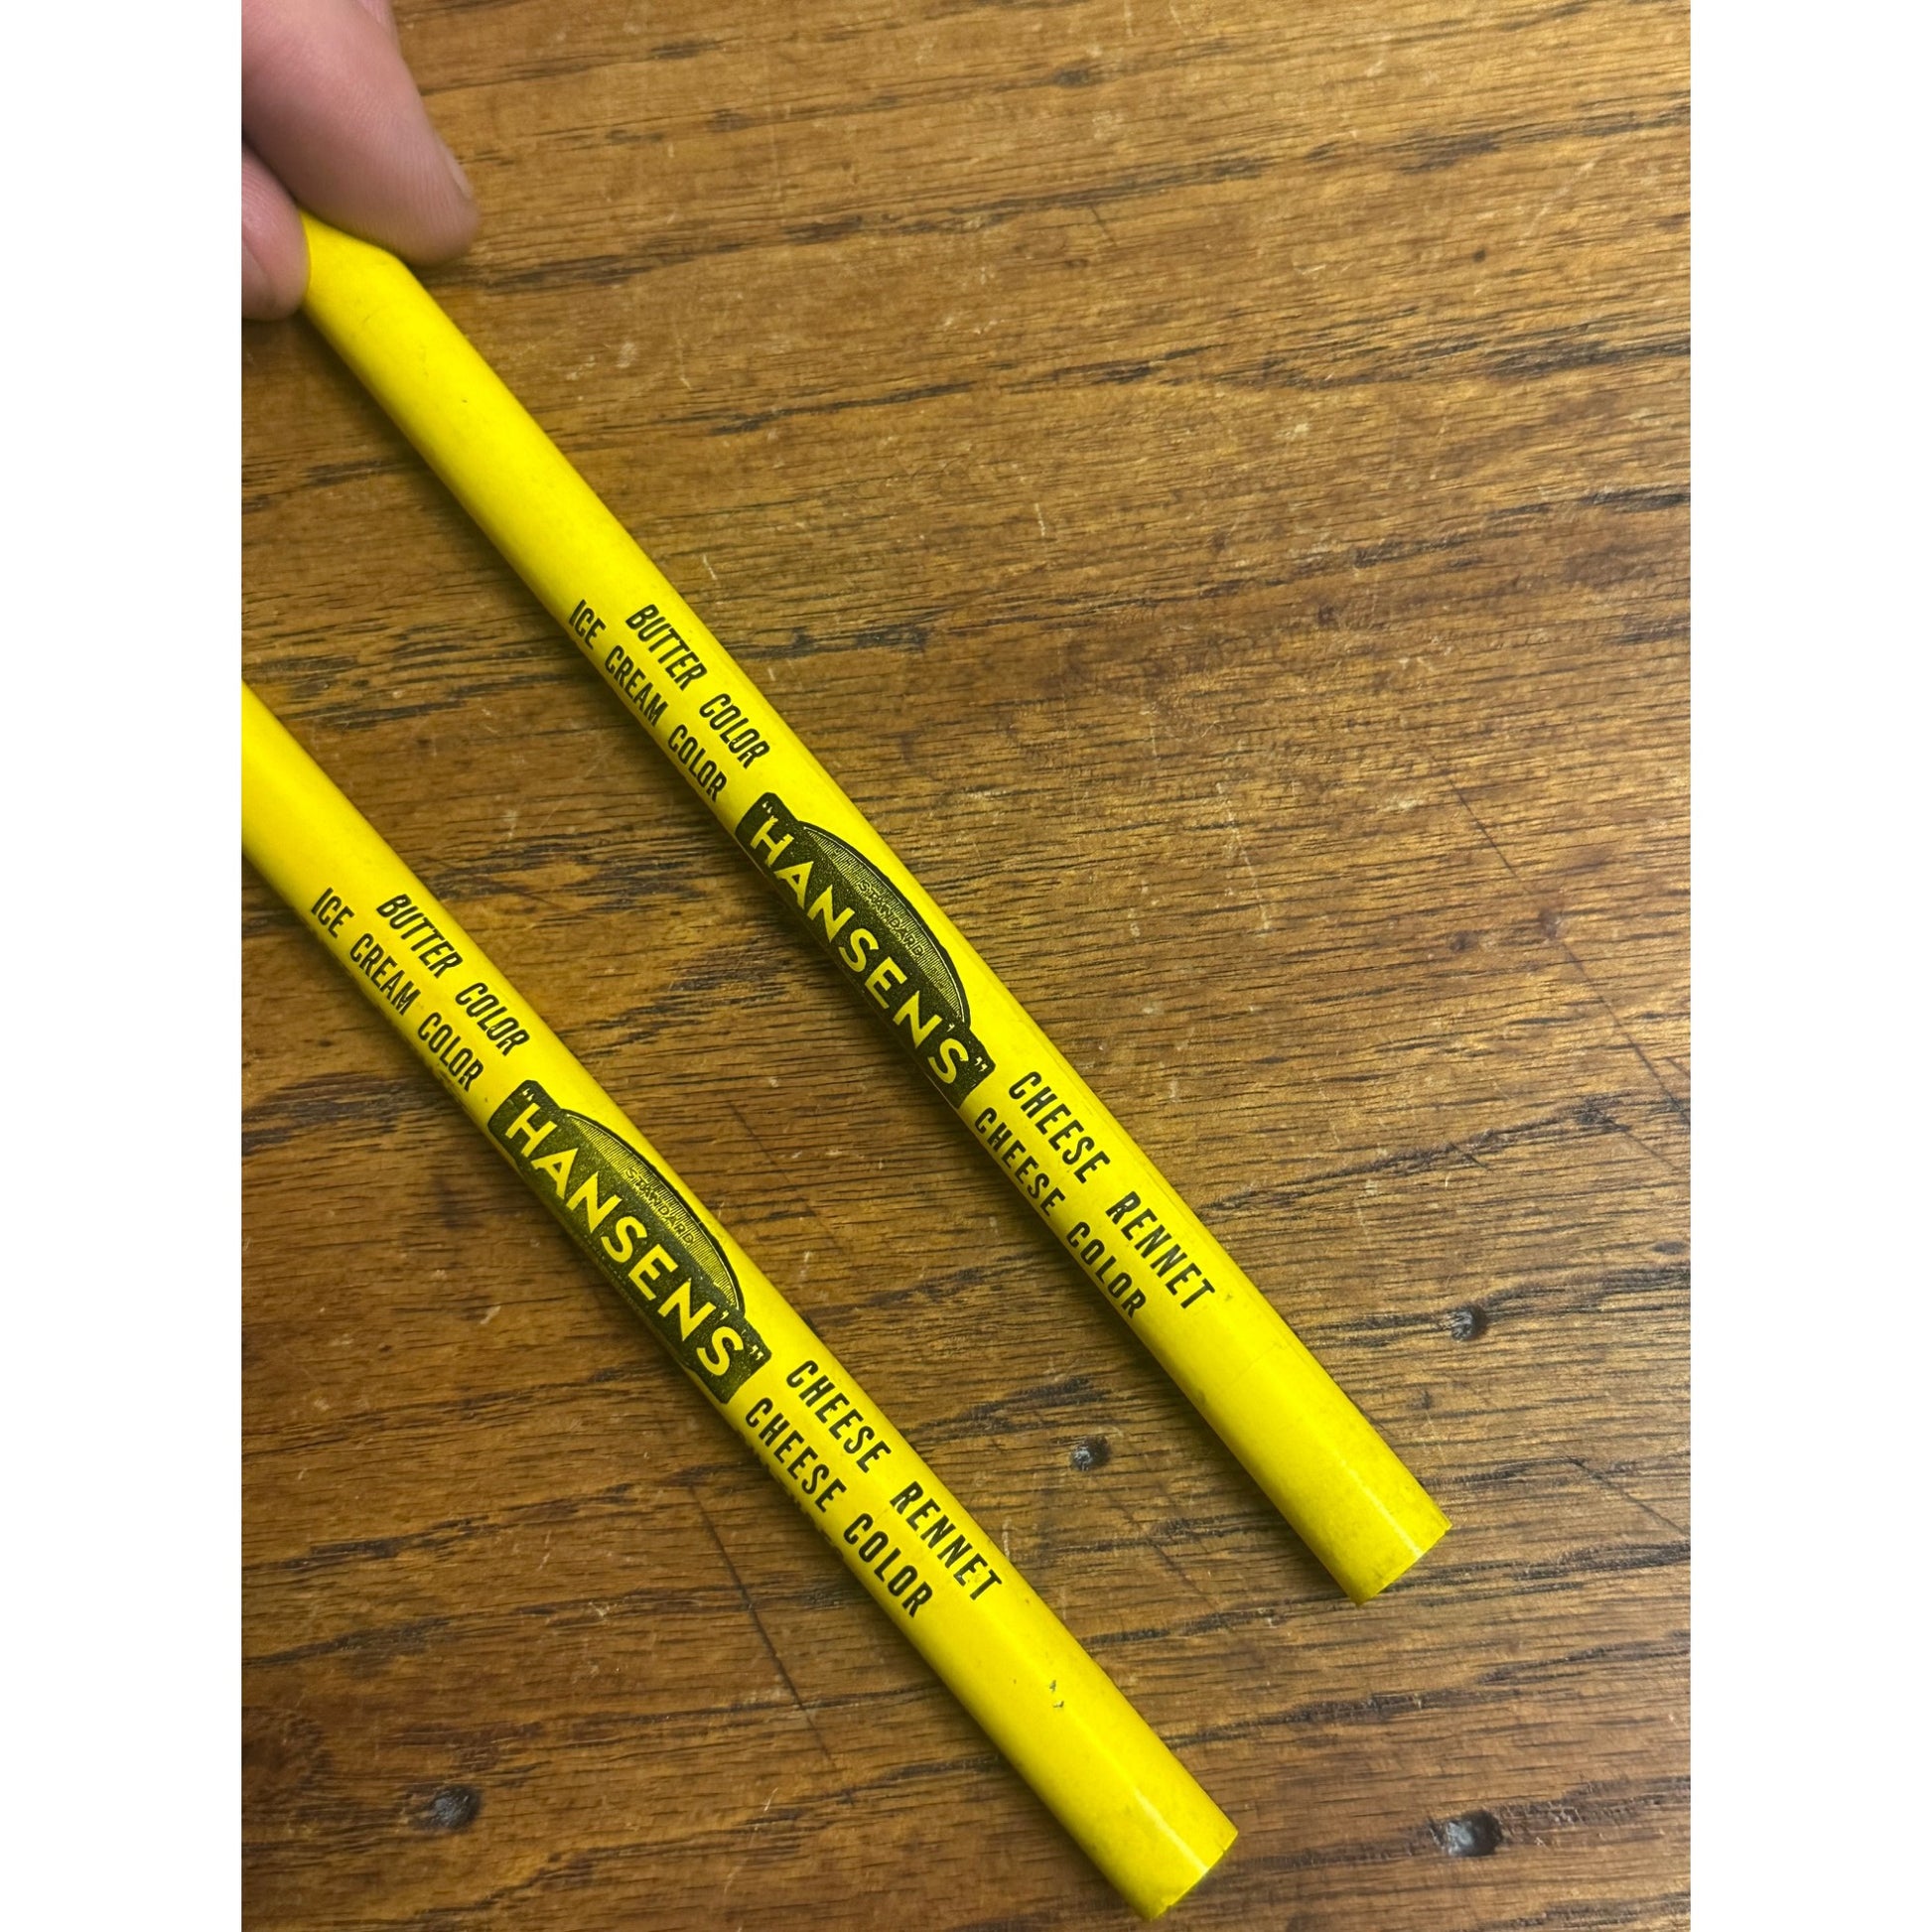 BUTTER COLOR
ICE CREAM COLOR
STANDARD
"HANSEN'S"
CHEESE RENNET
CHEESE COLOR
BUTTER COLOR
ICE CREAM COLOR
STANDARD
"HANSEN'S"
CHEESE RENNET
CHEESE COLOR